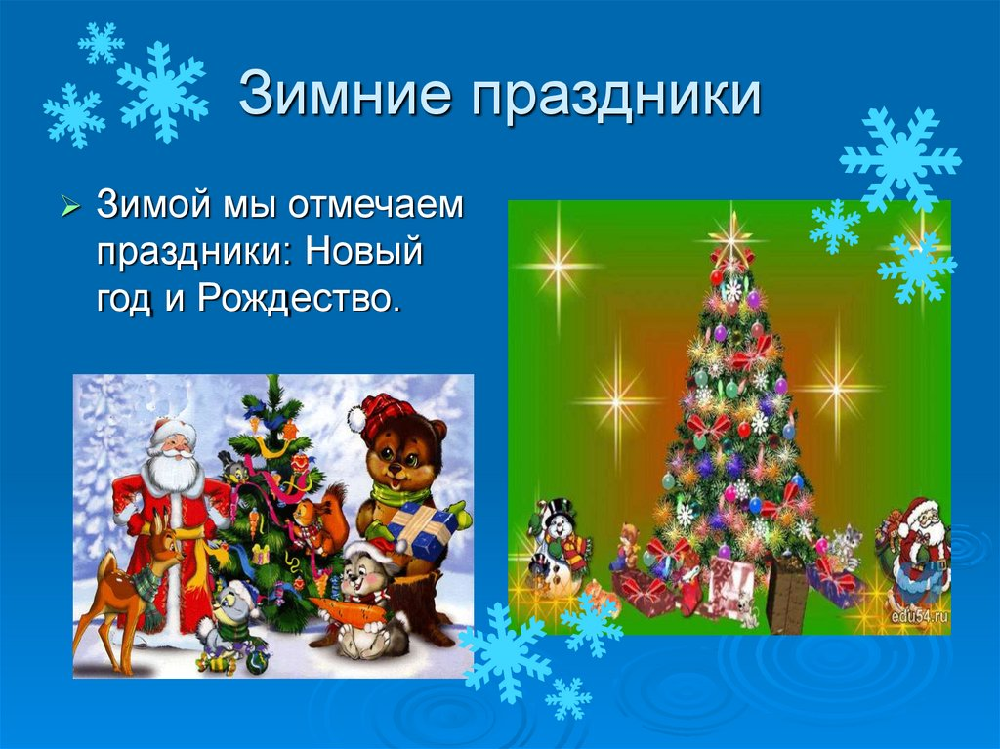 Зимние праздники
Зимой мы отмечаем
праздники: Новый
год и Рождество.
edu54.ru